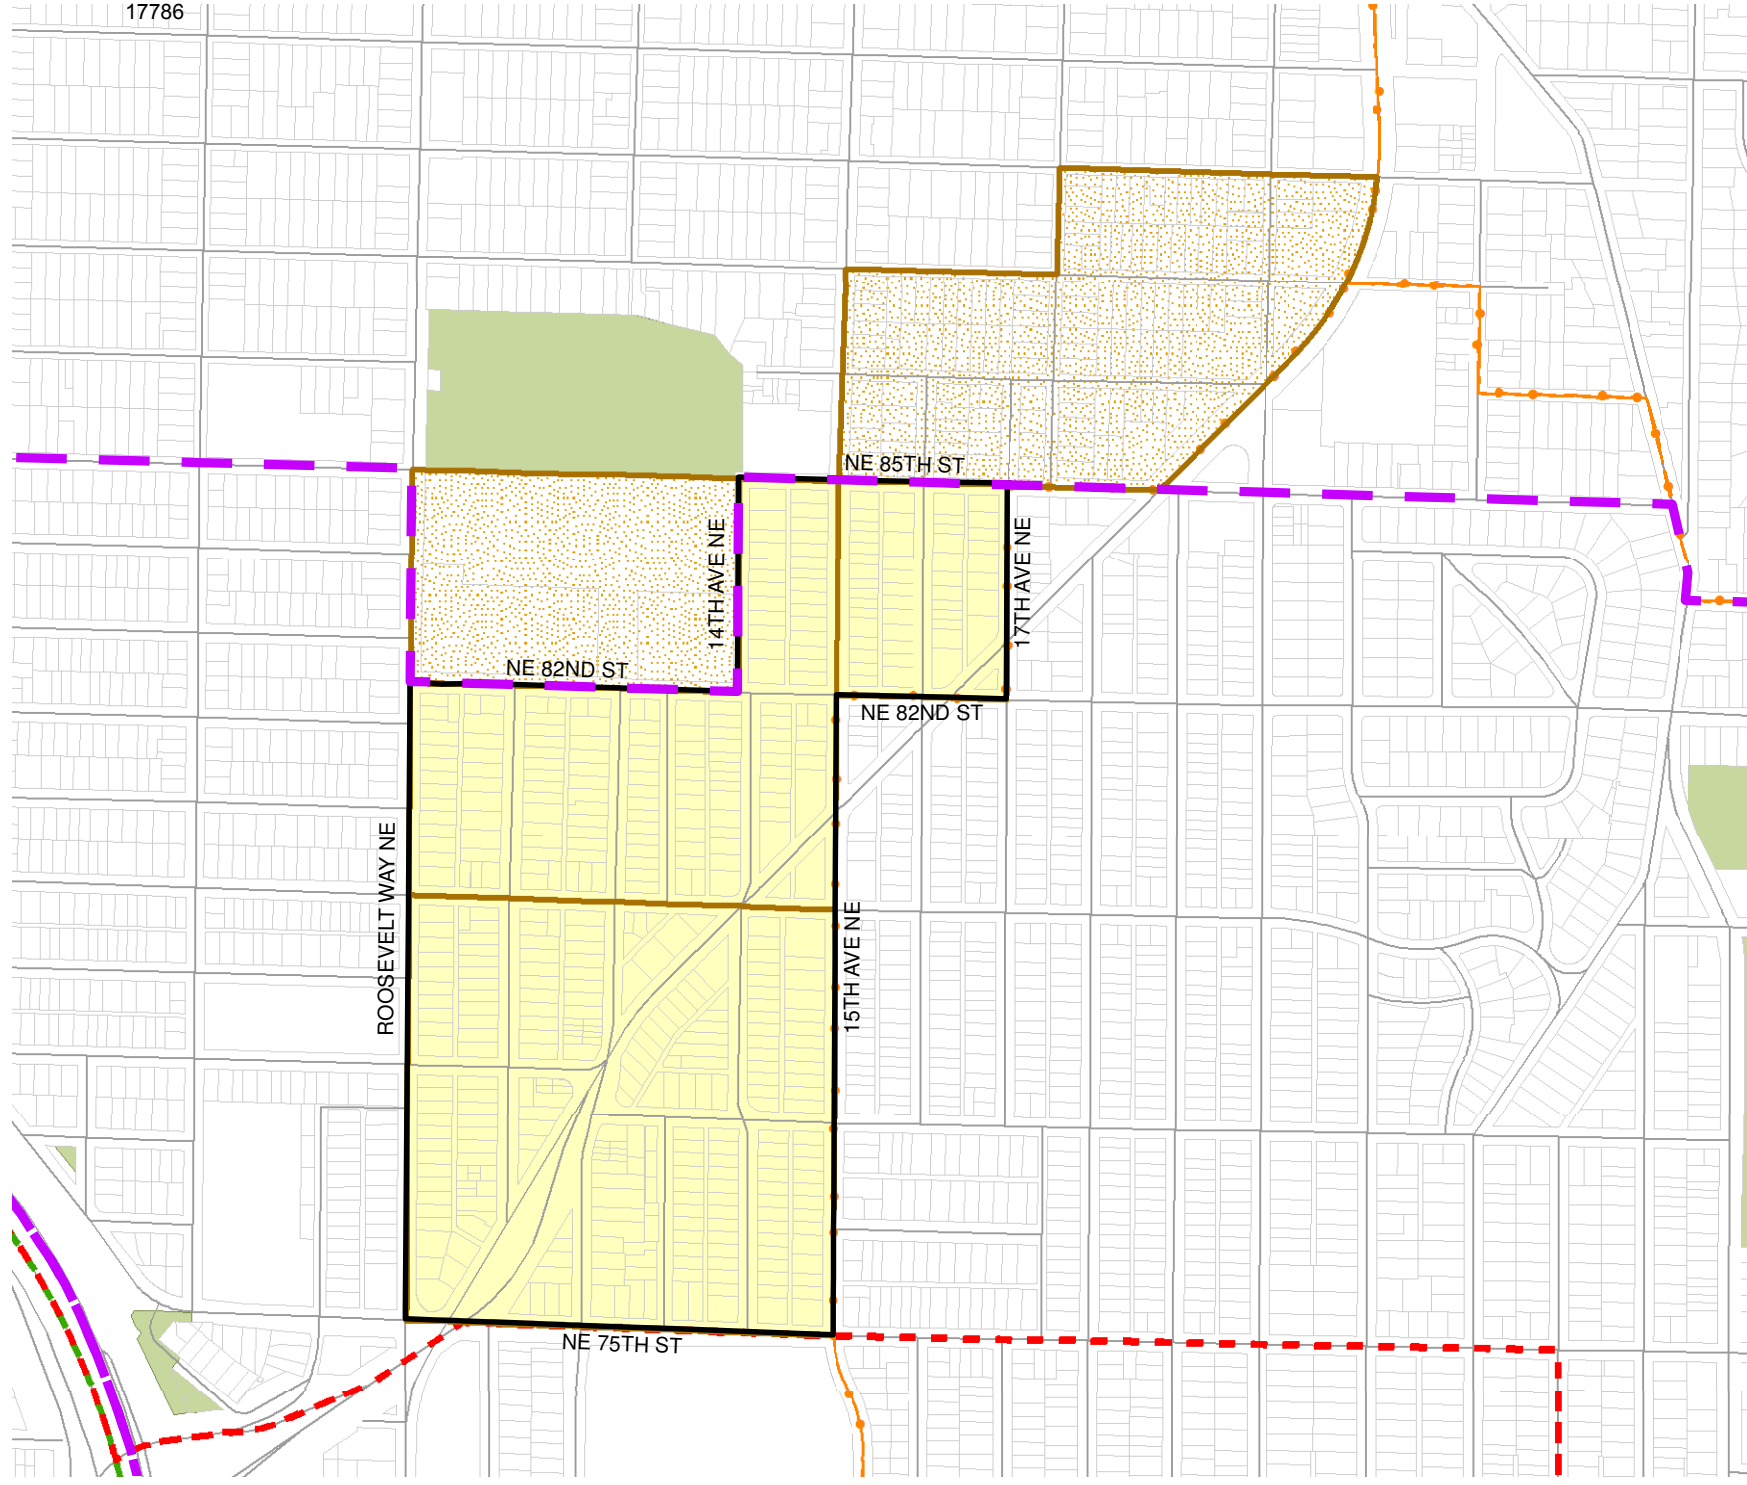 17786
NE 85TH ST
14TH AVE NE
17TH AVE NE
NE 82ND ST
NE 82ND ST
ROOSEVELT WAY NE
15TH AVE NE
NE 75TH ST